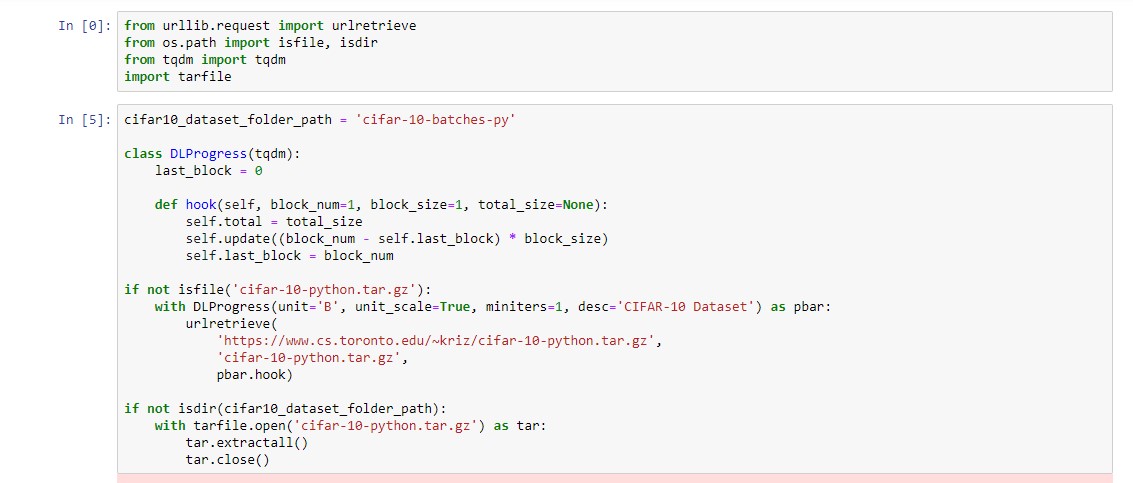 In [0]: from urllib.request import urlretrieve
from os.path import isfile, isdir
from tqdm import tqdm
import tarfile
In [5]: cifar10_dataset_folder_path = 'cifar-10-batches-py'
class DLProgress(tqdm):
    last_block = 0
    def hook(self, block_num=1, block_size=1, total_size=None):
        self.total = total_size
        self.update((block_num - self.last_block) * block_size)
        self.last_block = block_num
if not isfile('cifar-10-python.tar.gz'):
    with DLProgress(unit='B', unit_scale=True, miniters=1, desc='CIFAR-10 Dataset') as pbar:
        urlretrieve(
            'https://www.cs.toronto.edu/~kriz/cifar-10-python.tar.gz',
            'cifar-10-python.tar.gz',
            pbar.hook)
if not isdir(cifar10_dataset_folder_path):
    with tarfile.open('cifar-10-python.tar.gz') as tar:
        tar.extractall()
        tar.close()